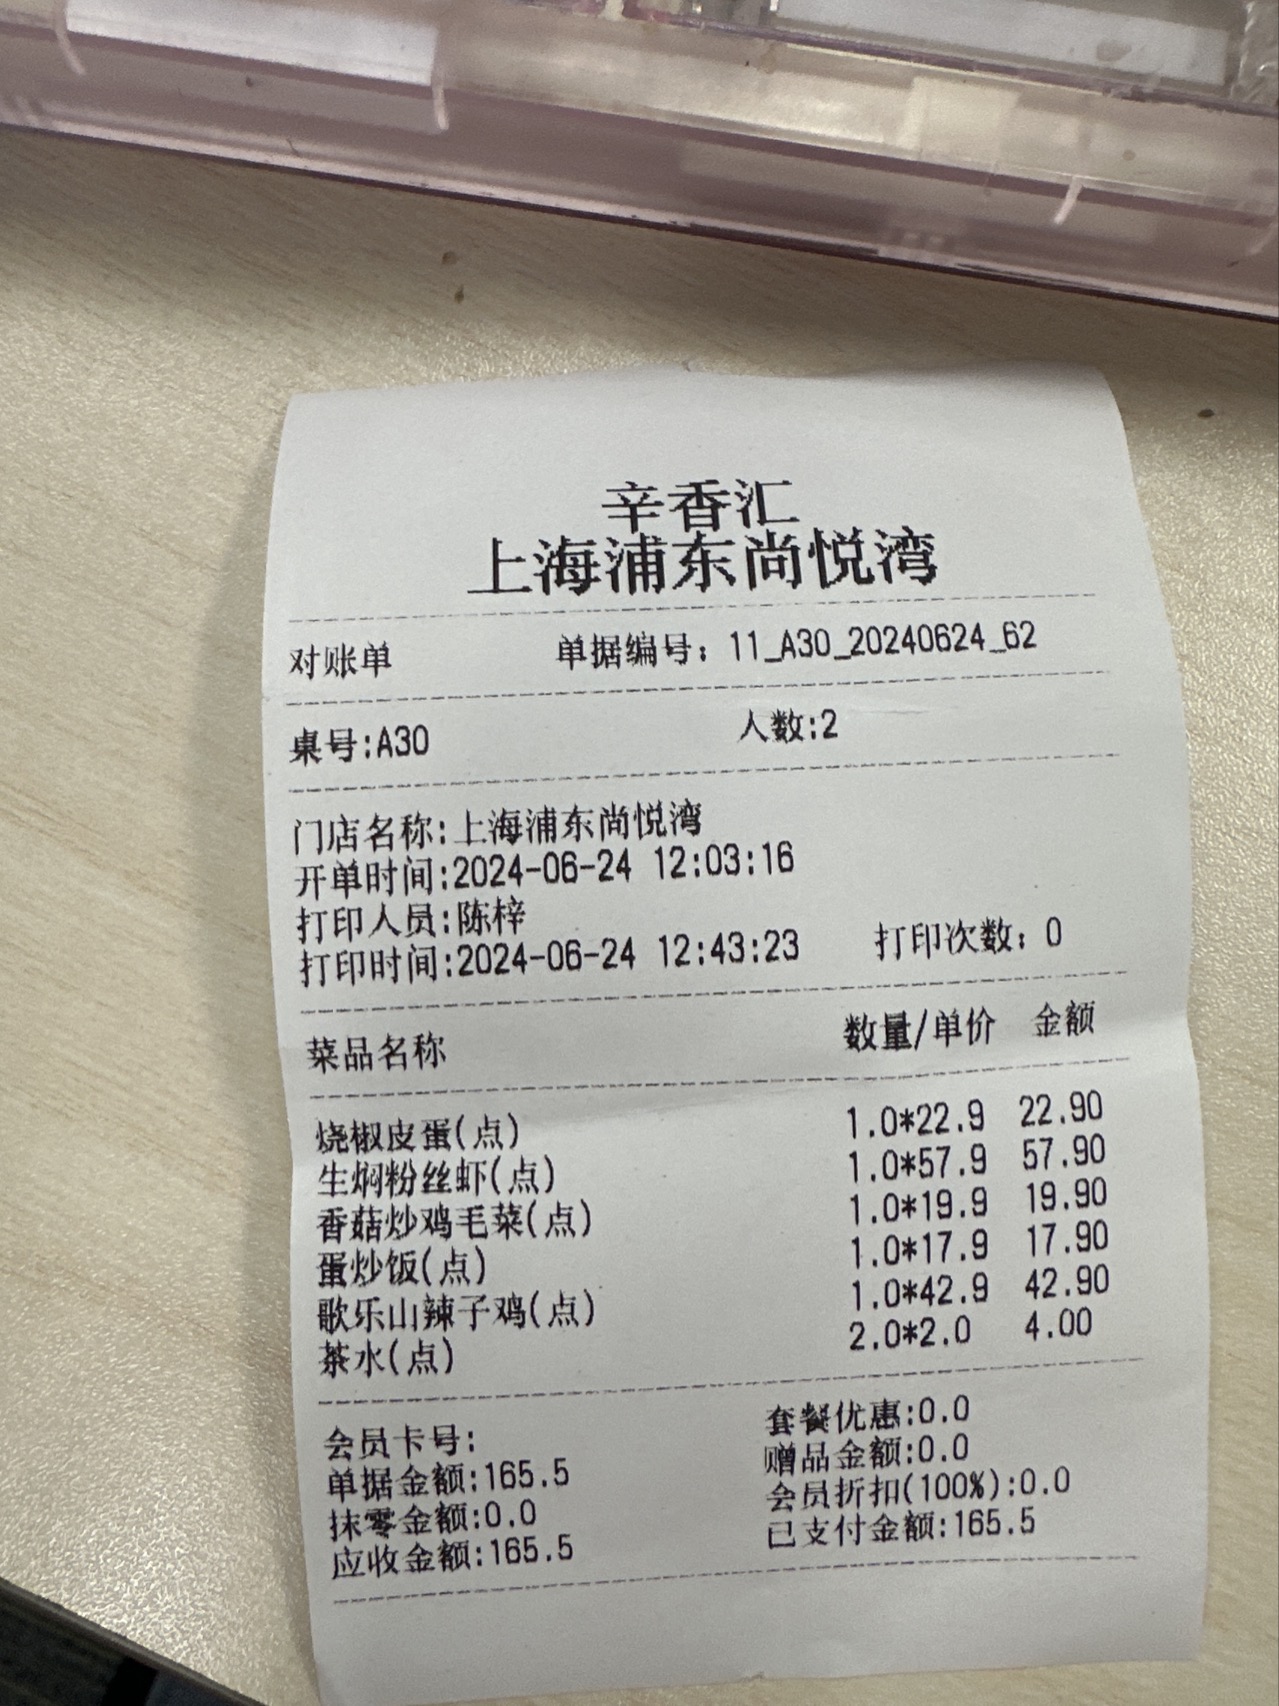 辛香汇
上海浦东尚悦湾
对账单 单据编号：11_A30_20240624_62
桌号:A30 人数:2
门店名称:上海浦东尚悦湾
开单时间:2024-06-24 12:03:16
打印人员:陈梓
打印时间:2024-06-24 12:43:23 打印次数：0
菜品名称 数量/单价 金额
烧椒皮蛋(点) 1.0*22.9 22.90
生焖粉丝虾(点) 1.0*57.9 57.90
香菇炒鸡毛菜(点) 1.0*19.9 19.90
蛋炒饭(点) 1.0*17.9 17.90
歌乐山辣子鸡(点) 1.0*42.9 42.90
茶水(点) 2.0*2.0 4.00
会员卡号: 套餐优惠:0.0
单据金额:165.5 赠品金额:0.0
抹零金额:0.0 会员折扣(100%):0.0
应收金额:165.5 已支付金额:165.5